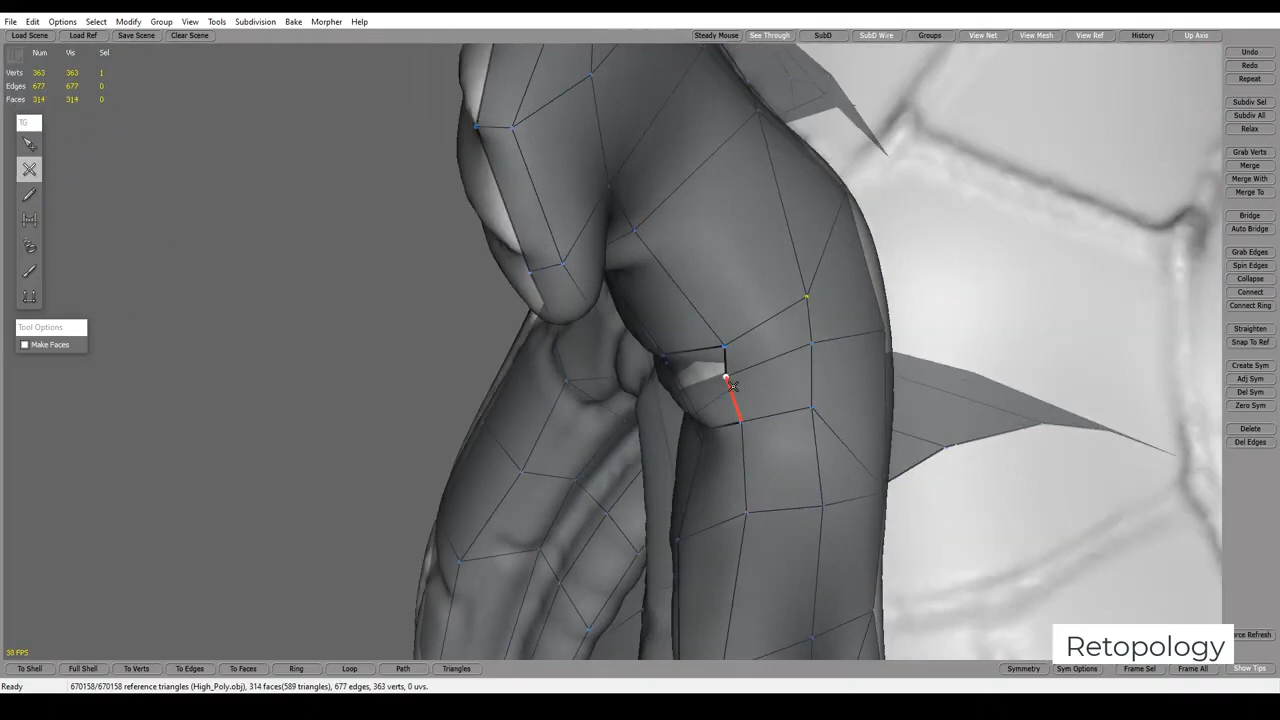 File Edit Options Select Modify Group View Tools Subdivision Bake Morpher Help
Load Scene Load Ref Save Scene Clear Scene Steady Mouse See Through SubD SubD Wire Groups View Net View Mesh View Ref History Up Axis
Num Vis Sel
Verts 363 363 1
Edges 677 677 0
Faces 314 314 0
TG
Tool Options
Make Faces
Undo
Redo
Repeat
Subdiv Sel
Subdiv All
Relax
Grab Verts
Merge
Merge With
Merge To
Bridge
Auto Bridge
Grab Edges
Spin Edges
Collapse
Connect
Connect Ring
Straighten
Snap To Ref
Create Sym
Adj Sym
Del Sym
Zero Sym
Delete
Del Edges
orce Refresh
Retopology
38 FPS
To Shell Full Shell To Verts To Edges To Faces Ring Loop Path Triangles Symmetry Sym Options Frame Sel Frame All Show Tips
Ready 670158/670158 reference triangles (High_Poly.obj), 314 faces(589 triangles), 677 edges, 363 verts, 0 uvs.